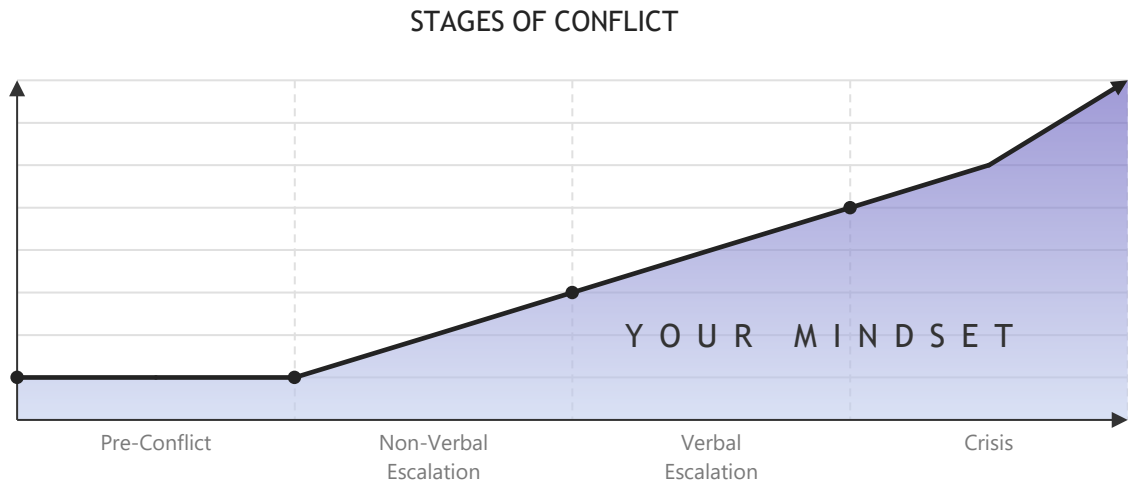 STAGES OF CONFLICT
YOUR MINDSET
Pre-Conflict
Non-Verbal
Escalation
Verbal
Escalation
Crisis